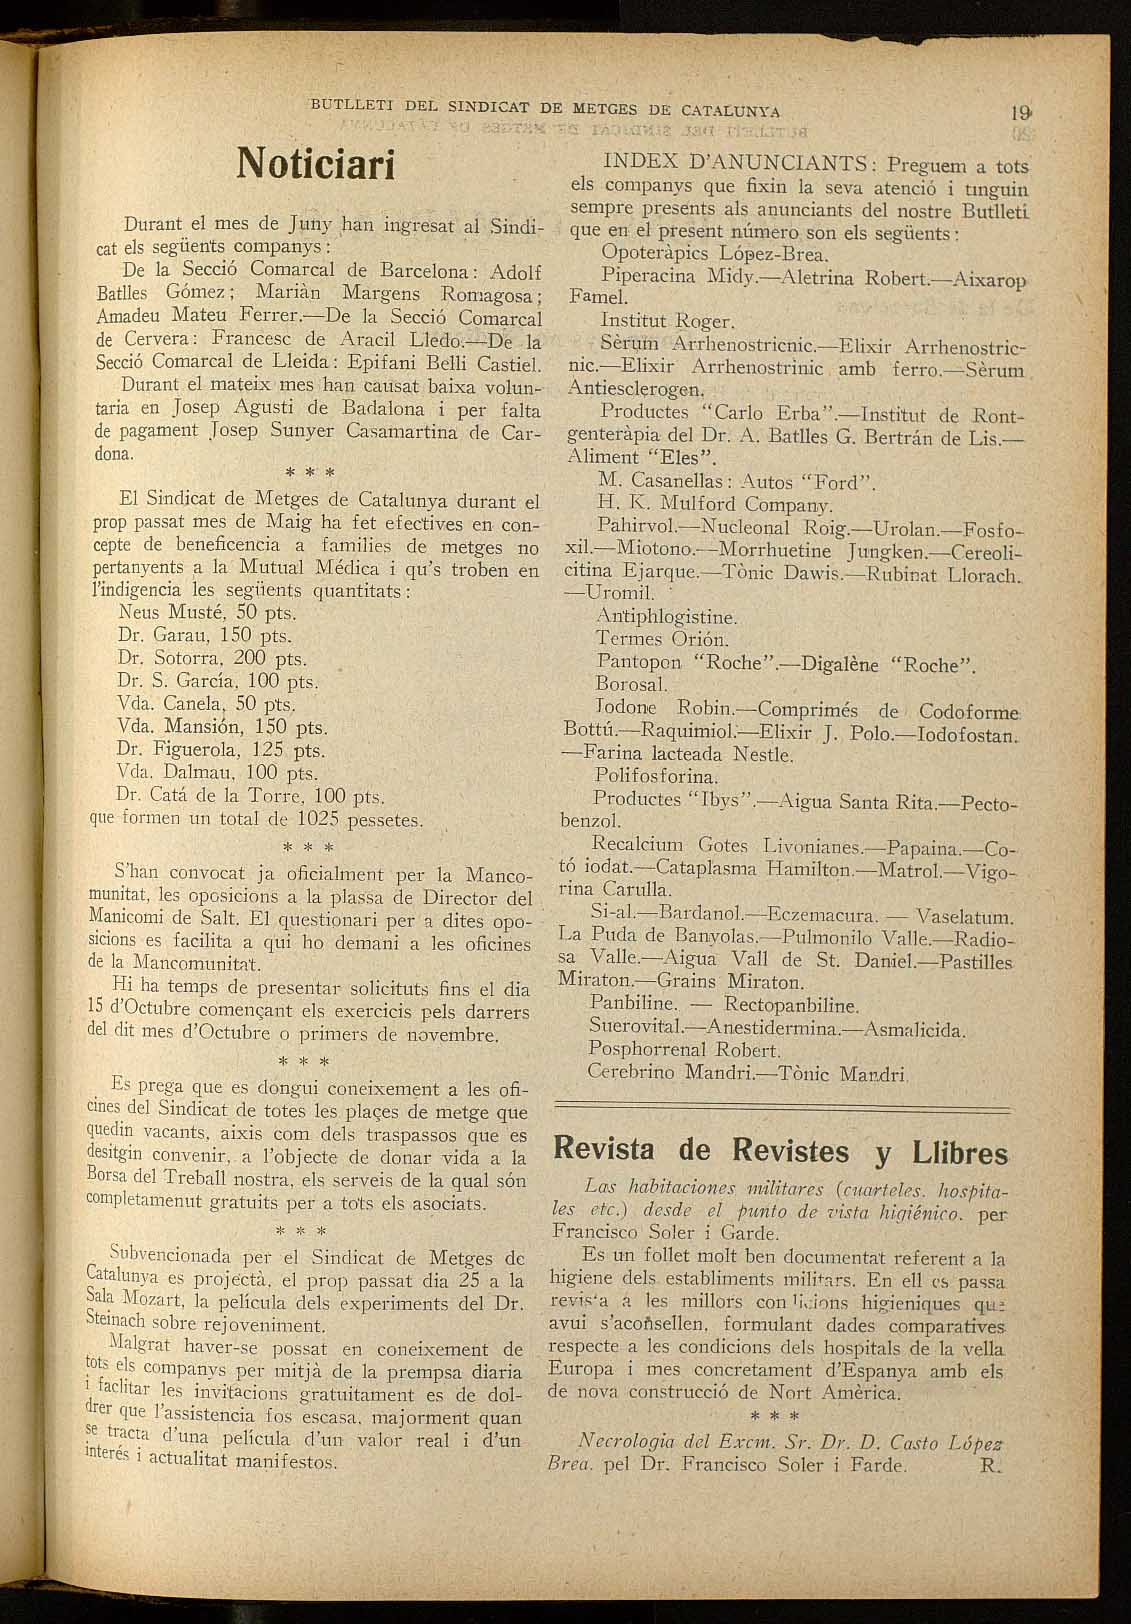 BUTLLETI DEL SINDICAT DE METGES DE CATALUNYA
19
Noticiari
Durant el mes de Juny han ingresat al Sindi-
cat els següents companys:
De la Secció Comarcal de Barcelona: Adolf
Batlles Gómez; Mariàn Margens Romagosa;
Amadeu Mateu Ferrer.—De la Secció Comarcal
de Cervera: Francesc de Aracil Lledo.—De la
Secció Comarcal de Lleida: Epifani Belli Castiel.
Durant el mateix mes han causat baixa volun-
taria en Josep Agusti de Badalona i per falta
de pagament Josep Sunyer Casamartina de Car-
dona.
* * *
El Sindicat de Metges de Catalunya durant el
prop passat mes de Maig ha fet efectives en con-
cepte de beneficencia a families de metges no
pertanyents a la Mutual Médica i qu's troben en
l'indigencia les següents quantitats:
Neus Musté, 50 pts.
Dr. Garau, 150 pts.
Dr. Sotorra, 200 pts.
Dr. S. García, 100 pts.
Vda. Canela, 50 pts.
Vda. Mansión, 150 pts.
Dr. Figuerola, 125 pts.
Vda. Dalmau, 100 pts.
Dr. Catá de la Torre, 100 pts.
que formen un total de 1025 pessetes.
* * *
S'han convocat ja oficialment per la Manco-
munitat, les oposicions a la plassa de Director del
Manicomi de Salt. El questionari per a dites opo-
sicions es facilita a qui ho demani a les oficines
de la Mancomunitat.
Hi ha temps de presentar solicituts fins el dia
15 d'Octubre començant els exercicis pels darrers
del dit mes d'Octubre o primers de novembre.
* * *
Es prega que es dongui coneixement a les ofi-
cines del Sindicat de totes les plaçes de metge que
quedin vacants, aixis com dels traspassos que es
desitgin convenir, a l'objecte de donar vida a la
Borsa del Treball nostra, els serveis de la qual són
completamenut gratuits per a tots els asociats.
* * *
Subvencionada per el Sindicat de Metges de
Catalunya es projectà, el prop passat dia 25 a la
Sala Mozart, la película dels experiments del Dr.
Steinach sobre rejoveniment.
Malgrat haver-se possat en coneixement de
tots els companys per mitjà de la prempsa diaria
i faclitar les invitacions gratuitament es de dol-
drer que l'assistencia fos escasa, majorment quan
se tracta d'una pelicula d'un valor real i d'un
interés i actualitat manifestos.
INDEX D'ANUNCIANTS: Preguem a tots
els companys que fixin la seva atenció i tinguin
sempre presents als anunciants del nostre Butlletí
que en el present número son els següents:
Opoteràpics López-Brea.
Piperacina Midy.—Aletrina Robert.—Aixarop
Famel.
Institut Roger.
Sèrum Arrhenostricnic.—Elixir Arrhenostric-
nic.—Elixir Arrhenostrinic amb ferro.—Sèrum
Antiesclerogen.
Productes "Carlo Erba".—Institut de Ront-
genteràpia del Dr. A. Batlles G. Bertrán de Lis.—
Aliment "Eles".
M. Casanellas: Autos "Ford".
H. K. Mulford Company.
Pahirvol.—Nucleonal Roig.—Urolan.—Fosfo-
xil.—Miotono.—Morrhuetine Jungken.—Cereoli-
citina Ejarque.—Tònic Dawis.—Rubinat Llorach.
—Uromil.
Antiphlogistine.
Termes Orión.
Pantopon "Roche".—Digalène "Roche".
Borosal.
Iodone Robin.—Comprimés de Codoforme
Bottú.—Raquimiol.—Elixir J. Polo.—Iodofostan.
—Farina lacteada Nestle.
Polifosforina.
Productes "Ibys".—Aigua Santa Rita.—Pecto-
benzol.
Recalcium Gotes Livonianes.—Papaina.—Co-
tó iodat.—Cataplasma Hamilton.—Matrol.—Vigo-
rina Carulla.
Si-al.—Bardanol.—Eczemacura. — Vaselatum.
La Puda de Banyolas.—Pulmonilo Valle.—Radio-
sa Valle.—Aigua Vall de St. Daniel.—Pastilles
Miraton.—Grains Miraton.
Panbiline. — Rectopanbiline.
Suerovital.—Anestidermina.—Asmalicida.
Posphorrenal Robert.
Cerebrino Mandri.—Tònic Mandri.
Revista de Revistes y Llibres
Las habitaciones militares (cuarteles. hospita-
les etc.) desde el punto de vista higiénico. per
Francisco Soler i Garde.
Es un follet molt ben documentat referent a la
higiene dels establiments militars. En ell es passa
revista a les millors condicions higieniques que
avui s'aconsellen, formulant dades comparatives
respecte a les condicions dels hospitals de la vella
Europa i mes concretament d'Espanya amb els
de nova construcció de Nort Amèrica.
* * *
Necrologia del Excm. Sr. Dr. D. Casto López
Brea. pel Dr. Francisco Soler i Farde. R.